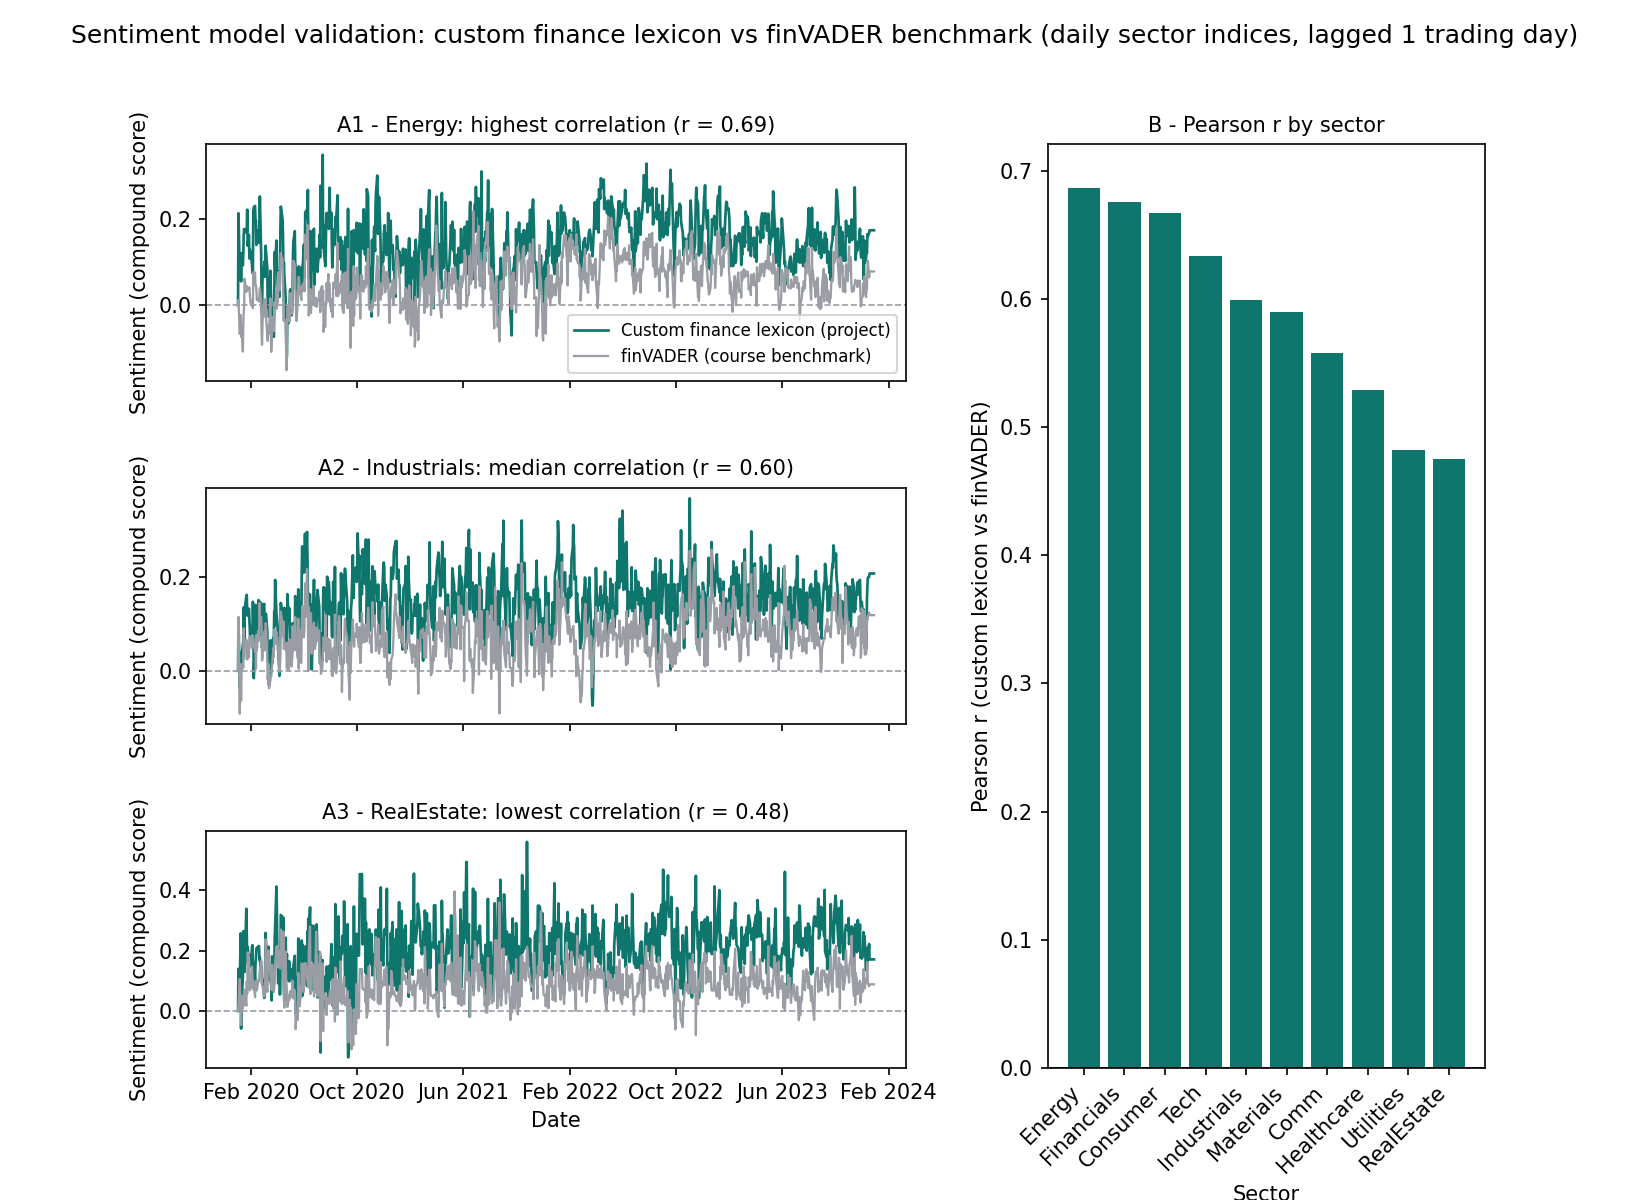 Sentiment model validation: custom finance lexicon vs finVADER benchmark (daily sector indices, lagged 1 trading day)
A1 - Energy: highest correlation (r = 0.69)
Sentiment (compound score)
0.2
0.0
Custom finance lexicon (project)
finVADER (course benchmark)
A2 - Industrials: median correlation (r = 0.60)
Sentiment (compound score)
0.2
0.0
A3 - RealEstate: lowest correlation (r = 0.48)
Sentiment (compound score)
0.4
0.2
0.0
Feb 2020 Oct 2020 Jun 2021 Feb 2022 Oct 2022 Jun 2023 Feb 2024
Date
B - Pearson r by sector
Pearson r (custom lexicon vs finVADER)
0.7
0.6
0.5
0.4
0.3
0.2
0.1
0.0
Energy
Financials
Consumer
Tech
Industrials
Materials
Comm
Healthcare
Utilities
RealEstate
Sector